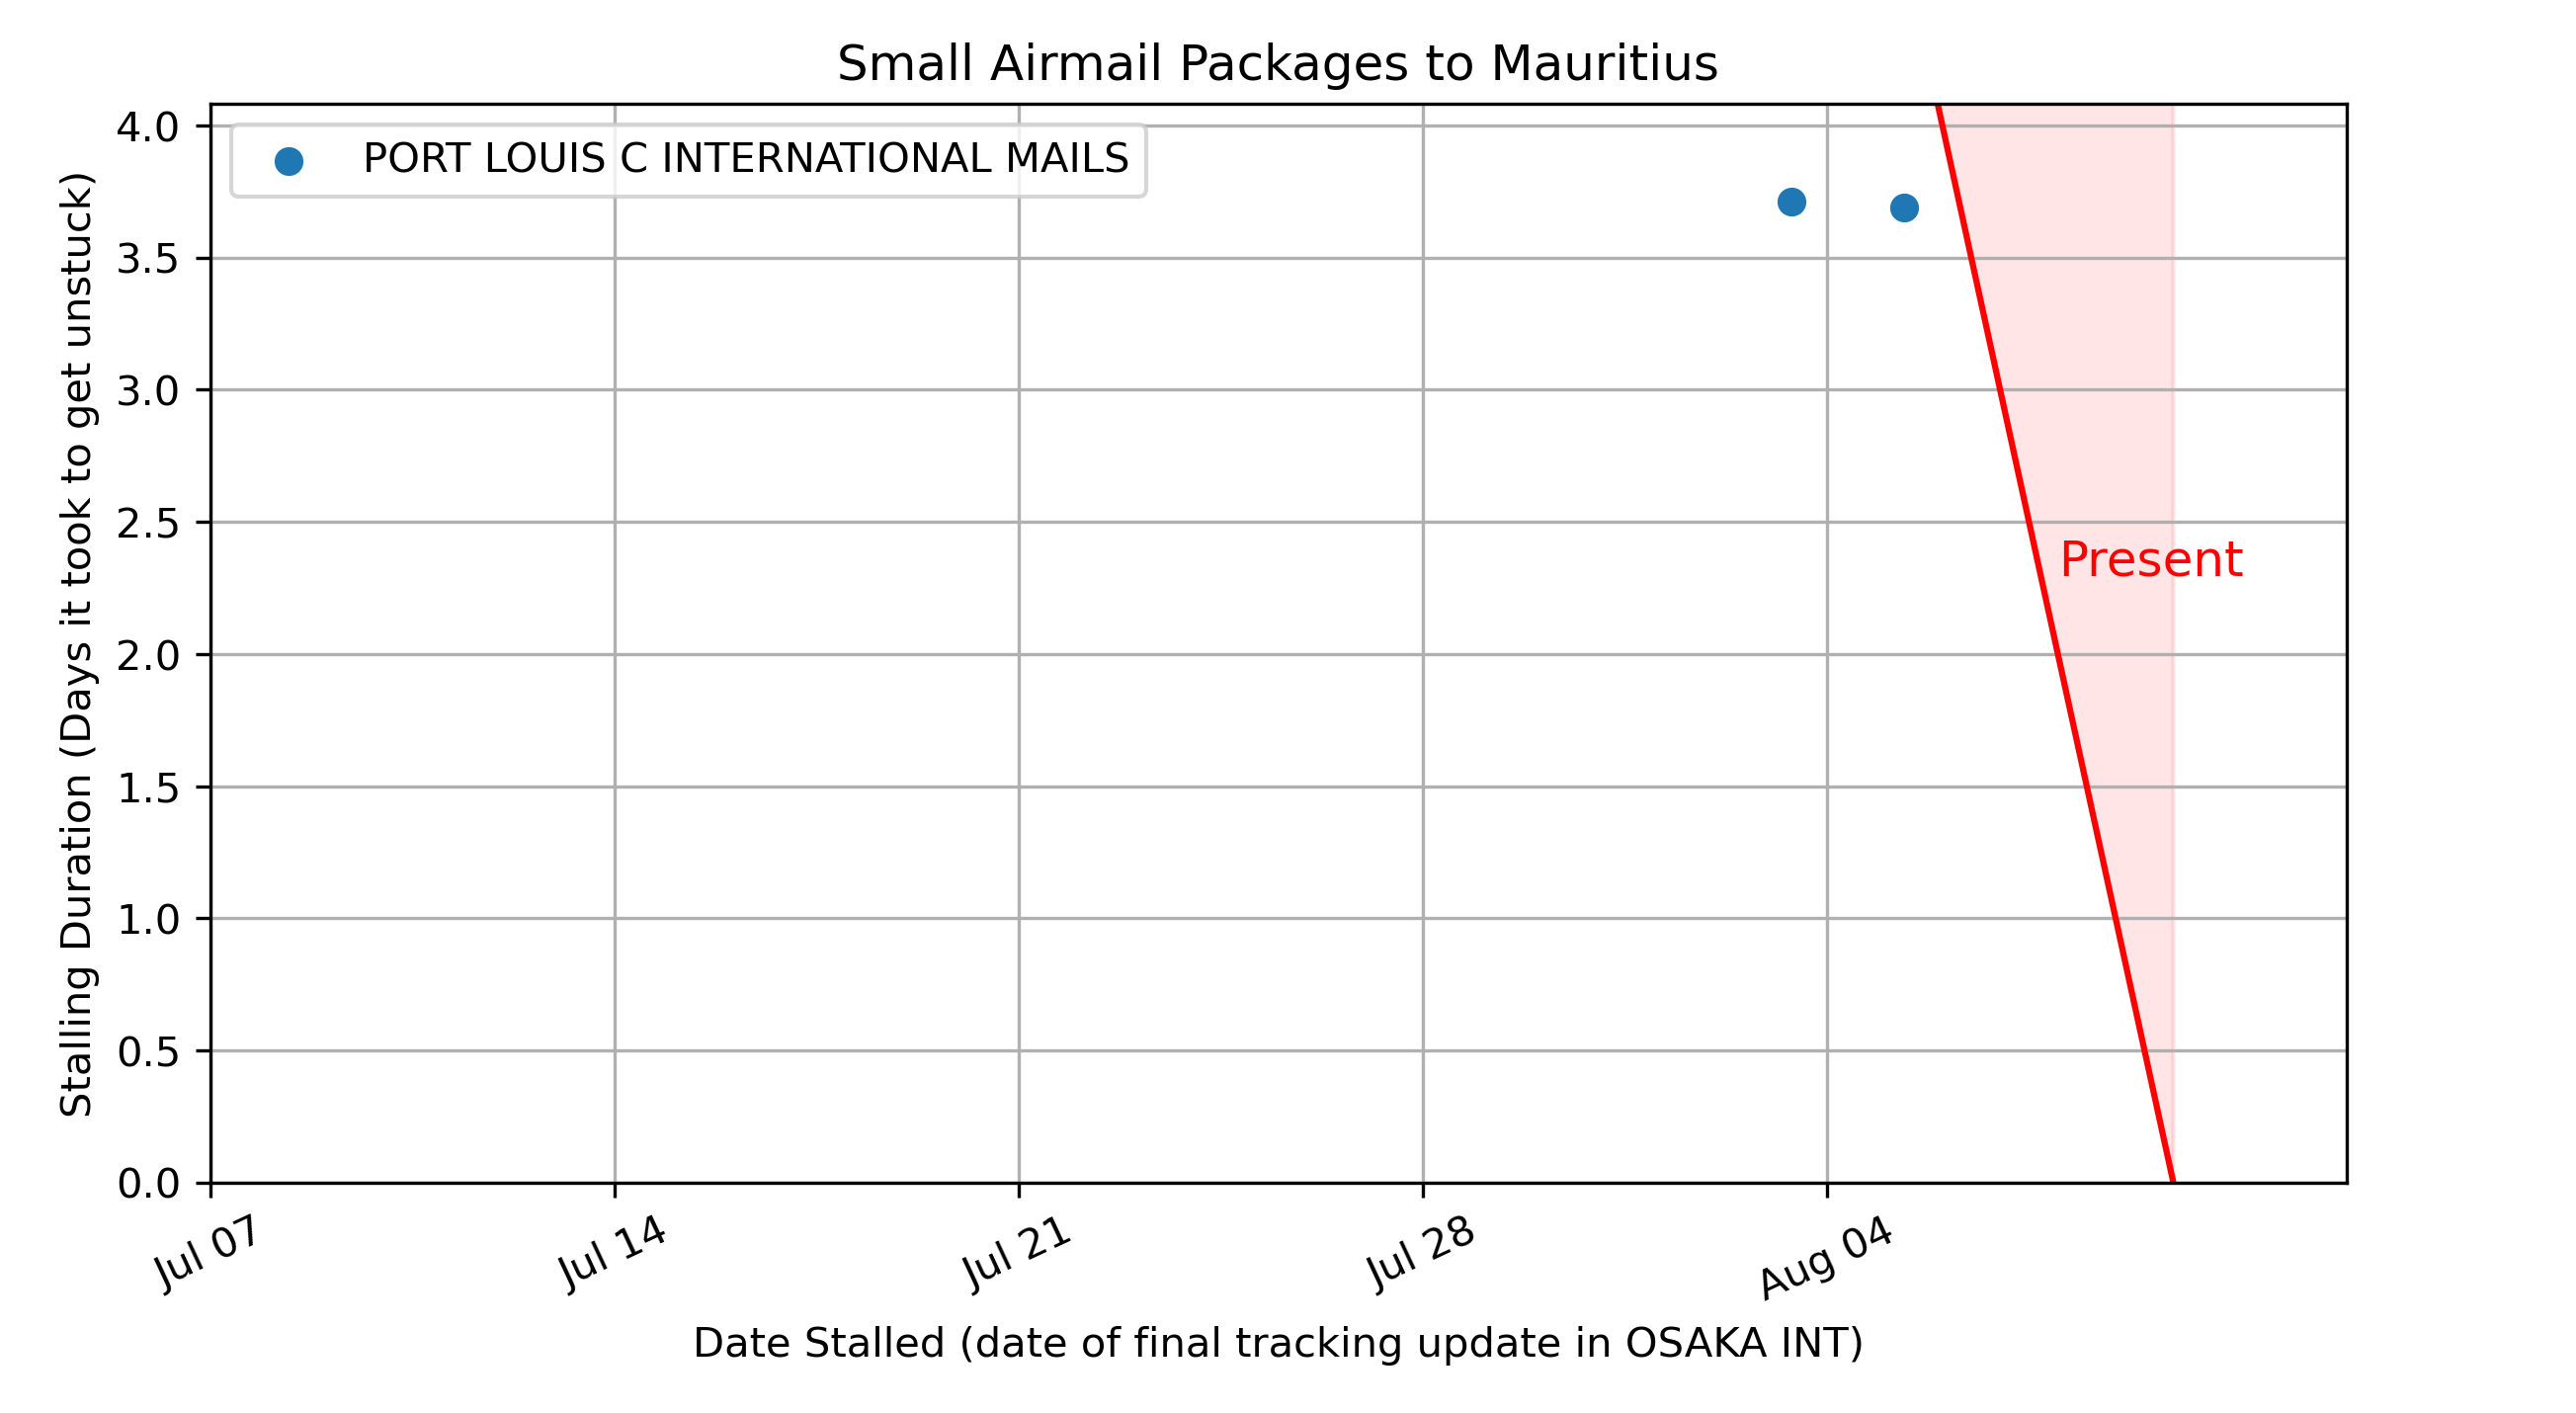 Small Airmail Packages to Mauritius
PORT LOUIS C INTERNATIONAL MAILS
Stalling Duration (Days it took to get unstuck)
4.0
3.5
3.0
2.5
2.0
1.5
1.0
0.5
0.0
Present
Jul 07
Jul 14
Jul 21
Jul 28
Aug 04
Date Stalled (date of final tracking update in OSAKA INT)